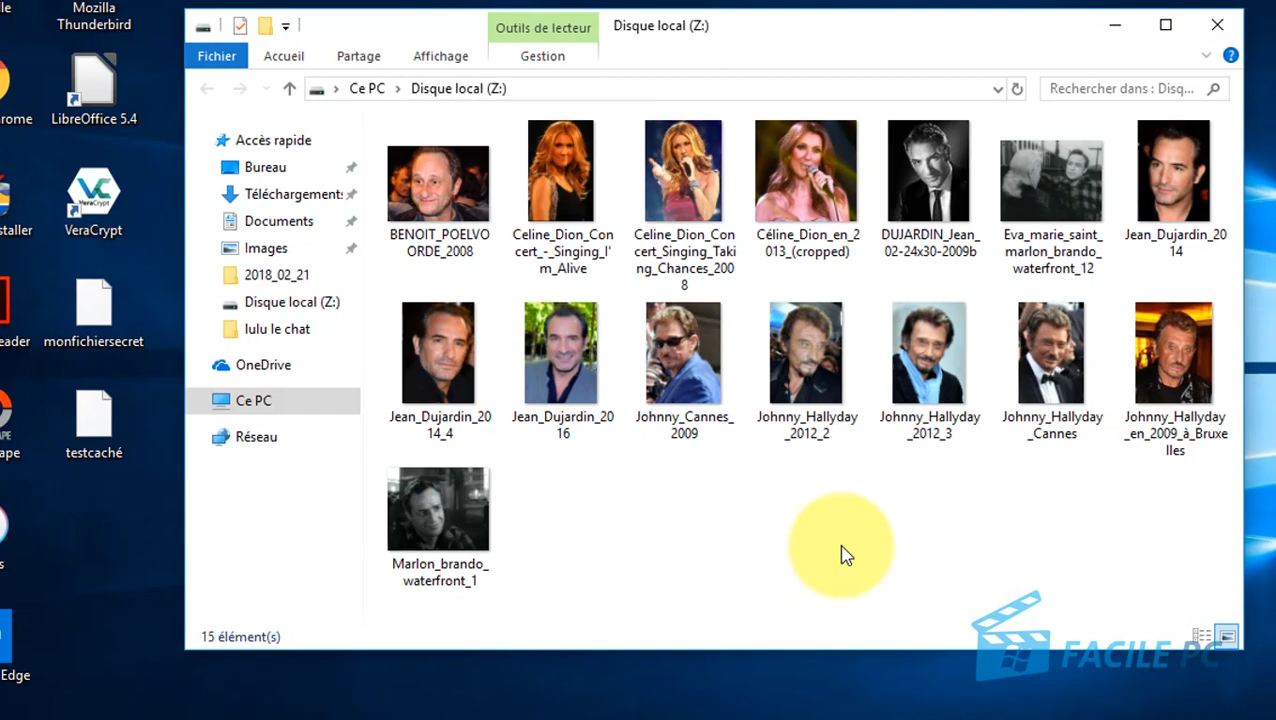 Mozilla
Thunderbird
lle
Outils de lecteur
Disque local (Z:)
Fichier
Accueil
Partage
Affichage
Gestion
Ce PC
Disque local (Z:)
Rechercher dans : Disq...
rome
LibreOffice 5.4
staller
VeraCrypt
eader
monfichiersecret
ape
testcaché
s
Edge
Accès rapide
Bureau
Téléchargements
Documents
Images
2018_02_21
Disque local (Z:)
lulu le chat
OneDrive
Ce PC
Réseau
BENOIT_POELVO
ORDE_2008
Celine_Dion_Con
cert_-_Singing_I'
m_Alive
Celine_Dion_Con
cert_Singing_Taki
ng_Chances_200
8
Céline_Dion_en_2
013_(cropped)
DUJARDIN_Jean_
02-24x30-2009b
Eva_marie_saint_
marlon_brando_
waterfront_12
Jean_Dujardin_20
14
Jean_Dujardin_20
14_4
Jean_Dujardin_20
16
Johnny_Cannes_
2009
Johnny_Hallyday
_2012_2
Johnny_Hallyday
_2012_3
Johnny_Hallyday
_Cannes
Johnny_Hallyday
_en_2009_à_Bruxe
lles
Marlon_brando_
waterfront_1
15 élément(s)
FACILE PC